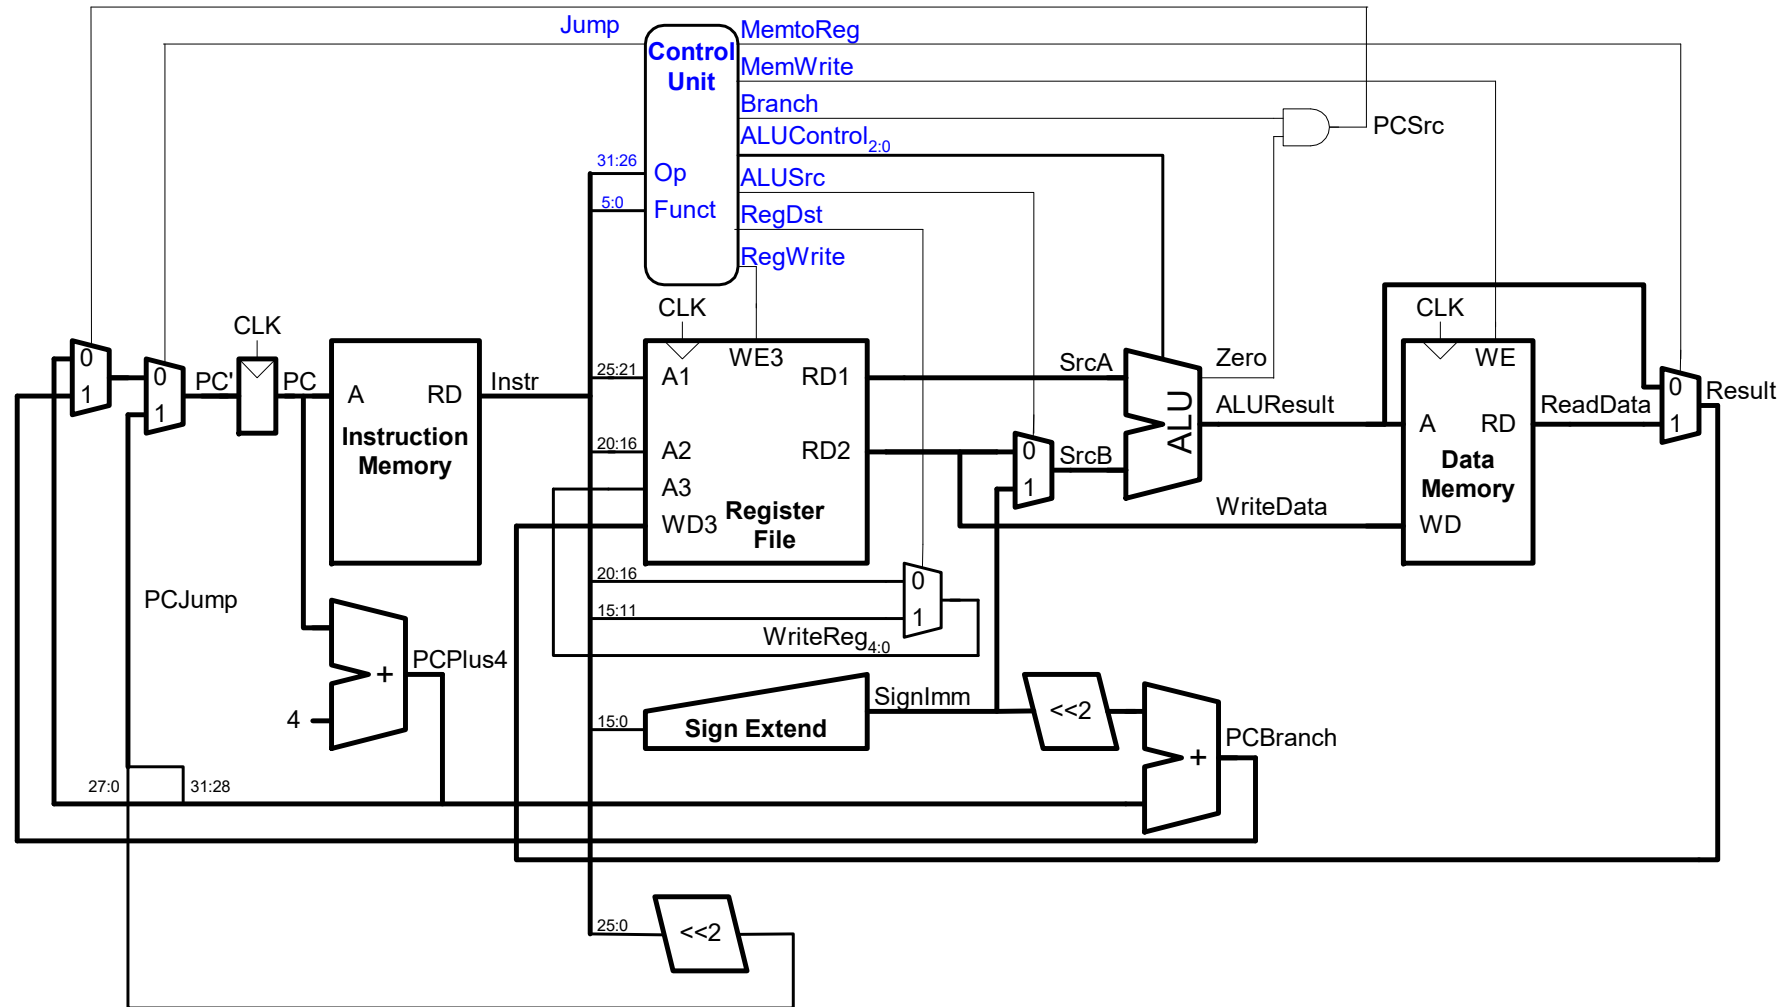 Jump
MemtoReg
Control
Unit
MemWrite
Branch
ALUControl2:0
PCSrc
31:26
Op
ALUSrc
5:0
Funct
RegDst
RegWrite
CLK
CLK
CLK
0
1
0
1
PC'
PC
A
RD
Instruction
Memory
Instr
25:21
A1
WE3
RD1
SrcA
Zero
ALU
ALUResult
WE
A
RD
ReadData
0
1
Result
20:16
A2
RD2
0
1
SrcB
A3
WD3
Register
File
Data
Memory
WriteData
WD
20:16
0
15:11
1
WriteReg4:0
PCJump
PCPlus4
+
4
SignImm
15:0
Sign Extend
<<2
PCBranch
+
27:0
31:28
25:0
<<2